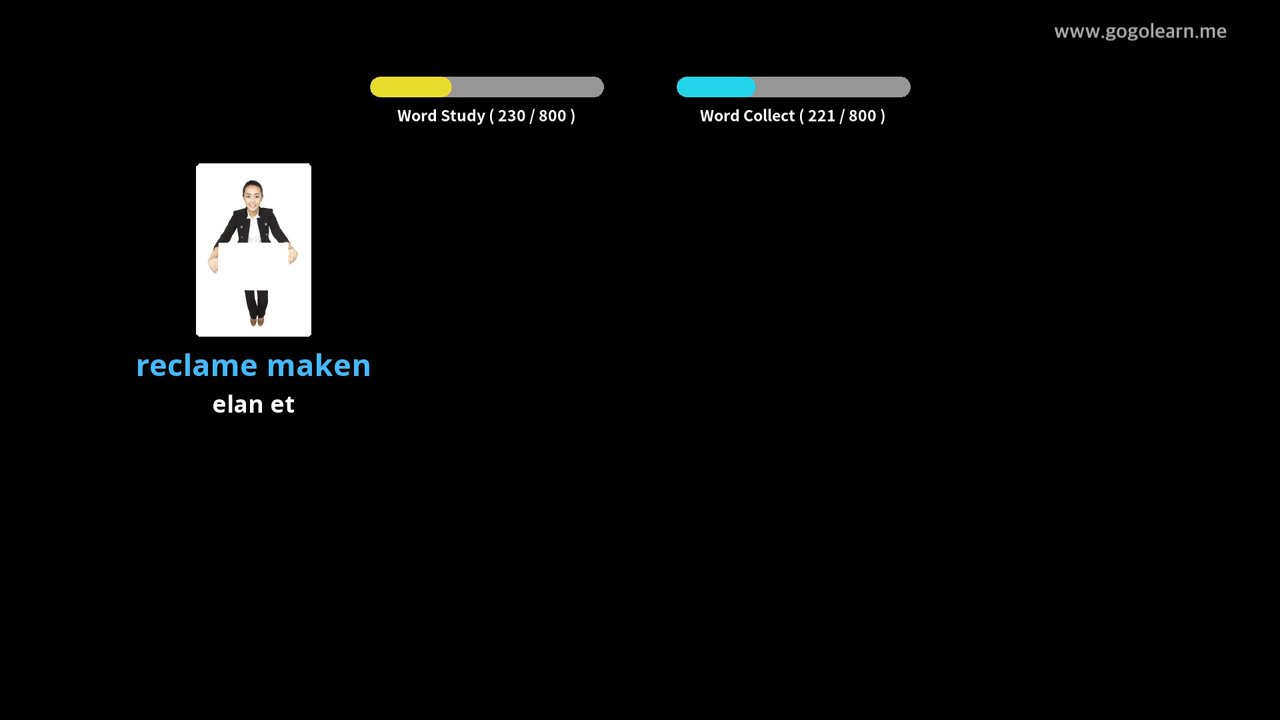 www.gogolearn.me
Word Study ( 230 / 800 )
Word Collect ( 221 / 800 )
reclame maken
elan et